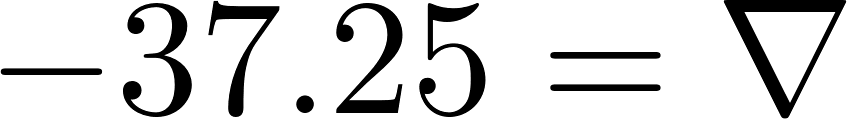 −37.25 = ∇